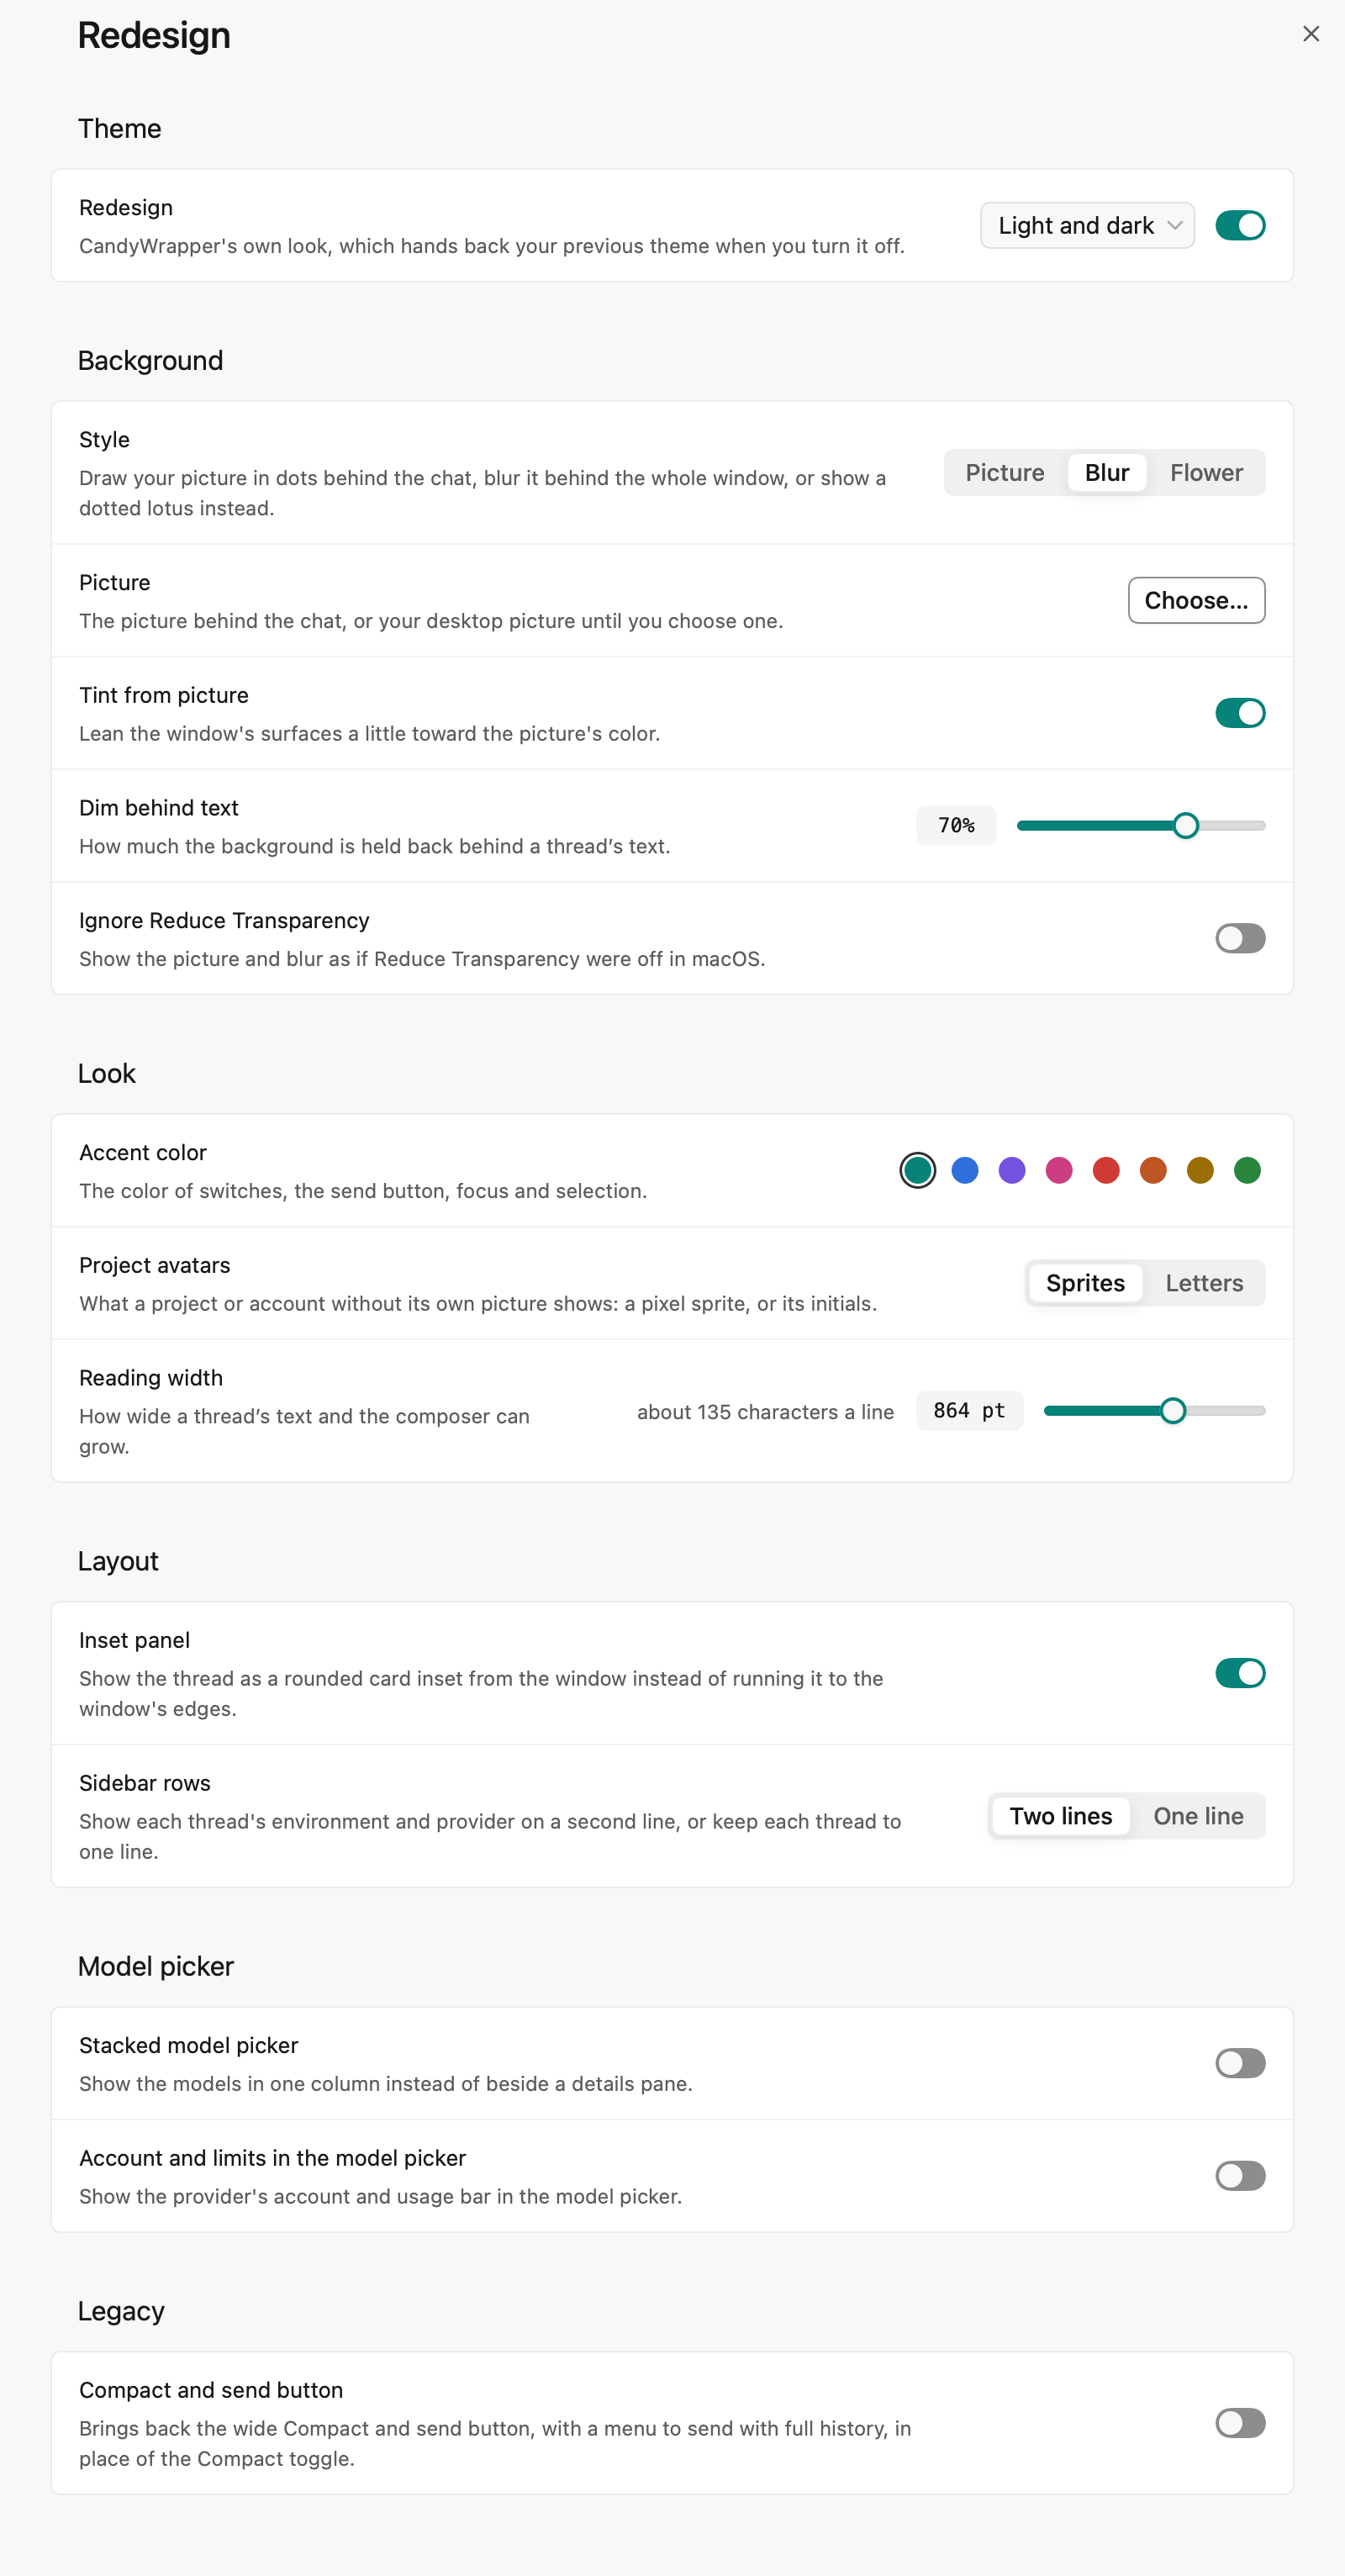 Redesign
Theme
Redesign
CandyWrapper's own look, which hands back your previous theme when you turn it off.
Light and dark
Background
Style
Draw your picture in dots behind the chat, blur it behind the whole window, or show a
dotted lotus instead.
Picture Blur Flower
Picture
The picture behind the chat, or your desktop picture until you choose one.
Choose...
Tint from picture
Lean the window's surfaces a little toward the picture's color.
Dim behind text
How much the background is held back behind a thread’s text.
70%
Ignore Reduce Transparency
Show the picture and blur as if Reduce Transparency were off in macOS.
Look
Accent color
The color of switches, the send button, focus and selection.
Project avatars
What a project or account without its own picture shows: a pixel sprite, or its initials.
Sprites Letters
Reading width
How wide a thread’s text and the composer can
grow.
about 135 characters a line 864 pt
Layout
Inset panel
Show the thread as a rounded card inset from the window instead of running it to the
window's edges.
Sidebar rows
Show each thread's environment and provider on a second line, or keep each thread to
one line.
Two lines One line
Model picker
Stacked model picker
Show the models in one column instead of beside a details pane.
Account and limits in the model picker
Show the provider's account and usage bar in the model picker.
Legacy
Compact and send button
Brings back the wide Compact and send button, with a menu to send with full history, in
place of the Compact toggle.